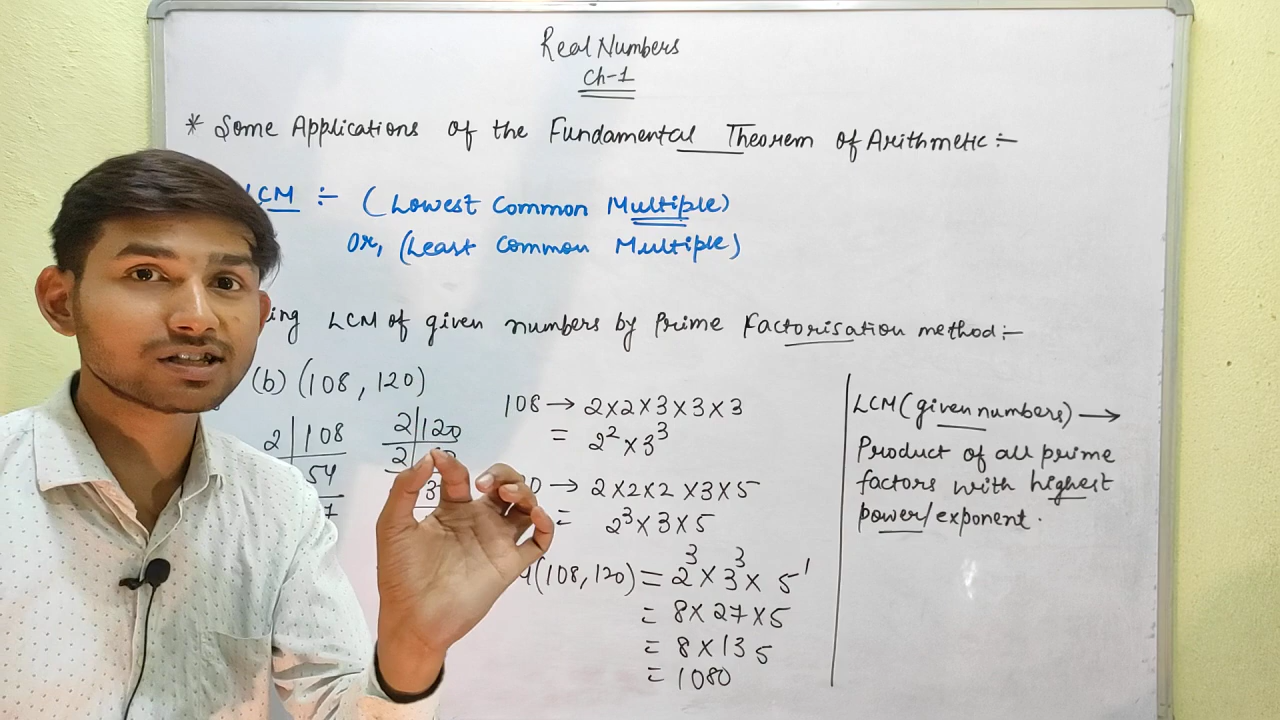 Real Numbers
Ch-1
* Some Applications of the Fundamental Theorem of Arithmetic :-
LCM :- (Lowest Common Multiple)
Or, (Least Common Multiple)
LCM of given numbers by Prime Factorisation method :-
(b) (108, 120)
2 | 108
54
2 | 120
2
3
108 → 2×2×3×3×3
= 2² × 3³
→ 2×2×2×3×5
= 2³×3×5
(108, 120) = 2³ × 3³ × 5¹
= 8×27×5
= 8×135
= 1080
LCM (given numbers) →
Product of all prime
factors with highest
power/exponent.